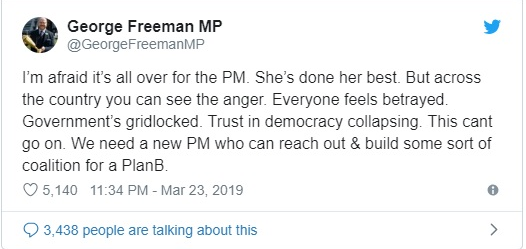 George Freeman MP
@GeorgeFreemanMP
I'm afraid it's all over for the PM. She's done her best. But across
the country you can see the anger. Everyone feels betrayed.
Government's gridlocked. Trust in democracy collapsing. This cant
go on. We need a new PM who can reach out & build some sort of
coalition for a PlanB.
5,140 11:34 PM - Mar 23, 2019
3,438 people are talking about this